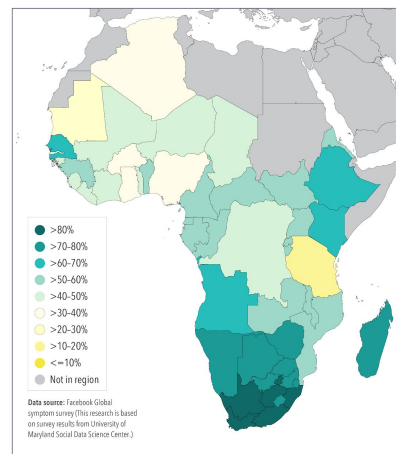 >80%
>70-80%
>60-70%
>50-60%
>40-50%
>30-40%
>20-30%
>10-20%
<=10%
Not in region
Data source: Facebook Global
symptom survey (This research is based
on survey results from University of
Maryland Social Data Science Center.)